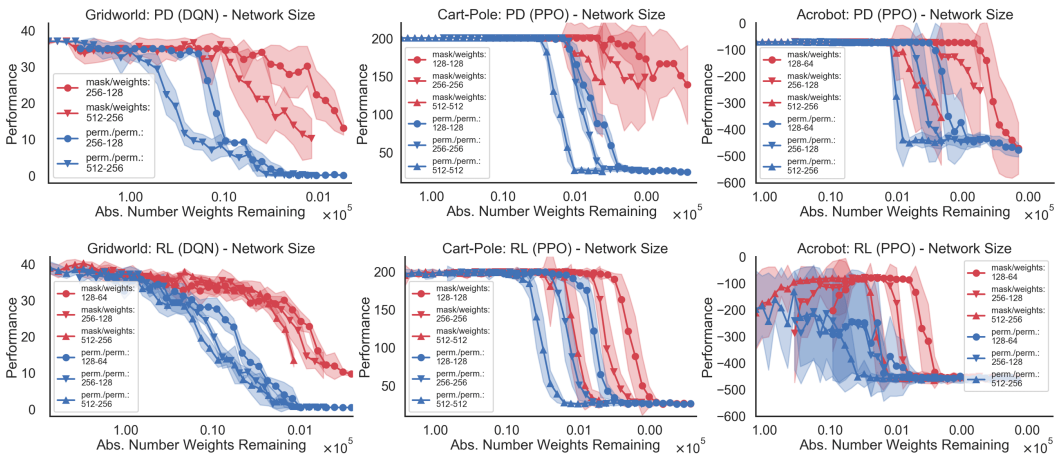 Gridworld: PD (DQN) - Network Size
Performance
40
30
20
10
0
mask/weights:
256-128
mask/weights:
512-256
perm./perm.:
256-128
perm./perm.:
512-256
1.00
0.10
0.01
×10⁵
Abs. Number Weights Remaining
Cart-Pole: PD (PPO) - Network Size
Performance
200
150
100
50
mask/weights:
128-128
mask/weights:
256-256
mask/weights:
512-512
perm./perm.:
128-128
perm./perm.:
256-256
perm./perm.:
512-512
1.00
0.10
0.01
0.00
×10⁵
Abs. Number Weights Remaining
Acrobot: PD (PPO) - Network Size
Performance
0
−100
−200
−300
−400
−500
−600
mask/weights:
128-64
mask/weights:
256-128
mask/weights:
512-256
perm./perm.:
128-64
perm./perm.:
256-128
perm./perm.:
512-256
1.00
0.10
0.01
0.00
0.00
×10⁵
Abs. Number Weights Remaining
Gridworld: RL (DQN) - Network Size
Performance
40
30
20
10
0
mask/weights:
128-64
mask/weights:
256-128
mask/weights:
512-256
perm./perm.:
128-64
perm./perm.:
256-128
perm./perm.:
512-256
1.00
0.10
0.01
×10⁵
Abs. Number Weights Remaining
Cart-Pole: RL (PPO) - Network Size
Performance
200
150
100
50
mask/weights:
128-128
mask/weights:
256-256
mask/weights:
512-512
perm./perm.:
128-128
perm./perm.:
256-256
perm./perm.:
512-512
1.00
0.10
0.01
0.00
×10⁵
Abs. Number Weights Remaining
Acrobot: RL (PPO) - Network Size
Performance
0
−100
−200
−300
−400
−500
−600
mask/weights:
128-64
mask/weights:
256-128
mask/weights:
512-256
perm./perm.:
128-64
perm./perm.:
256-128
perm./perm.:
512-256
1.00
0.10
0.01
0.00
0.00
×10⁵
Abs. Number Weights Remaining